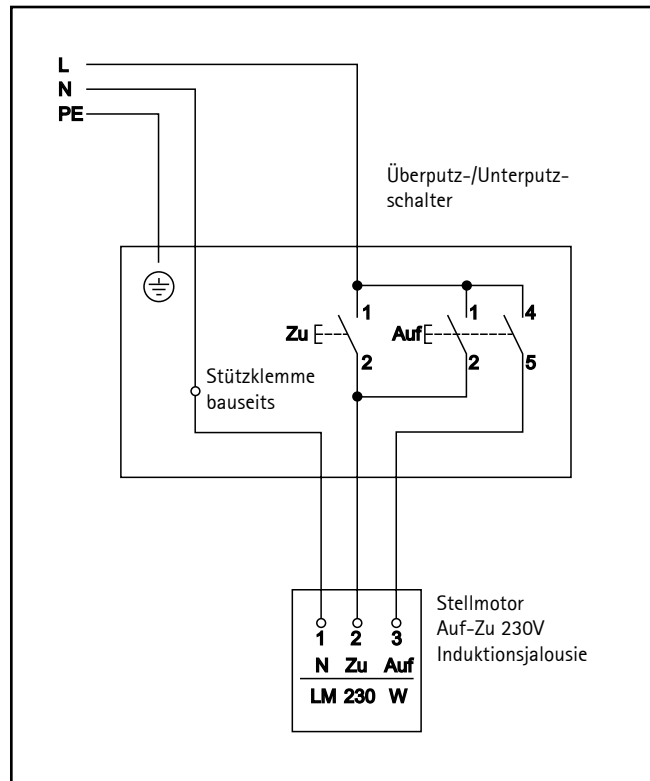 L
N
PE
Überputz-/Unterputz-
schalter
1
1
4
Zu
Auf
2
2
5
Stützklemme
bauseits
Stellmotor
Auf-Zu 230V
Induktionsjalousie
1 2 3
N Zu Auf
LM 230 W